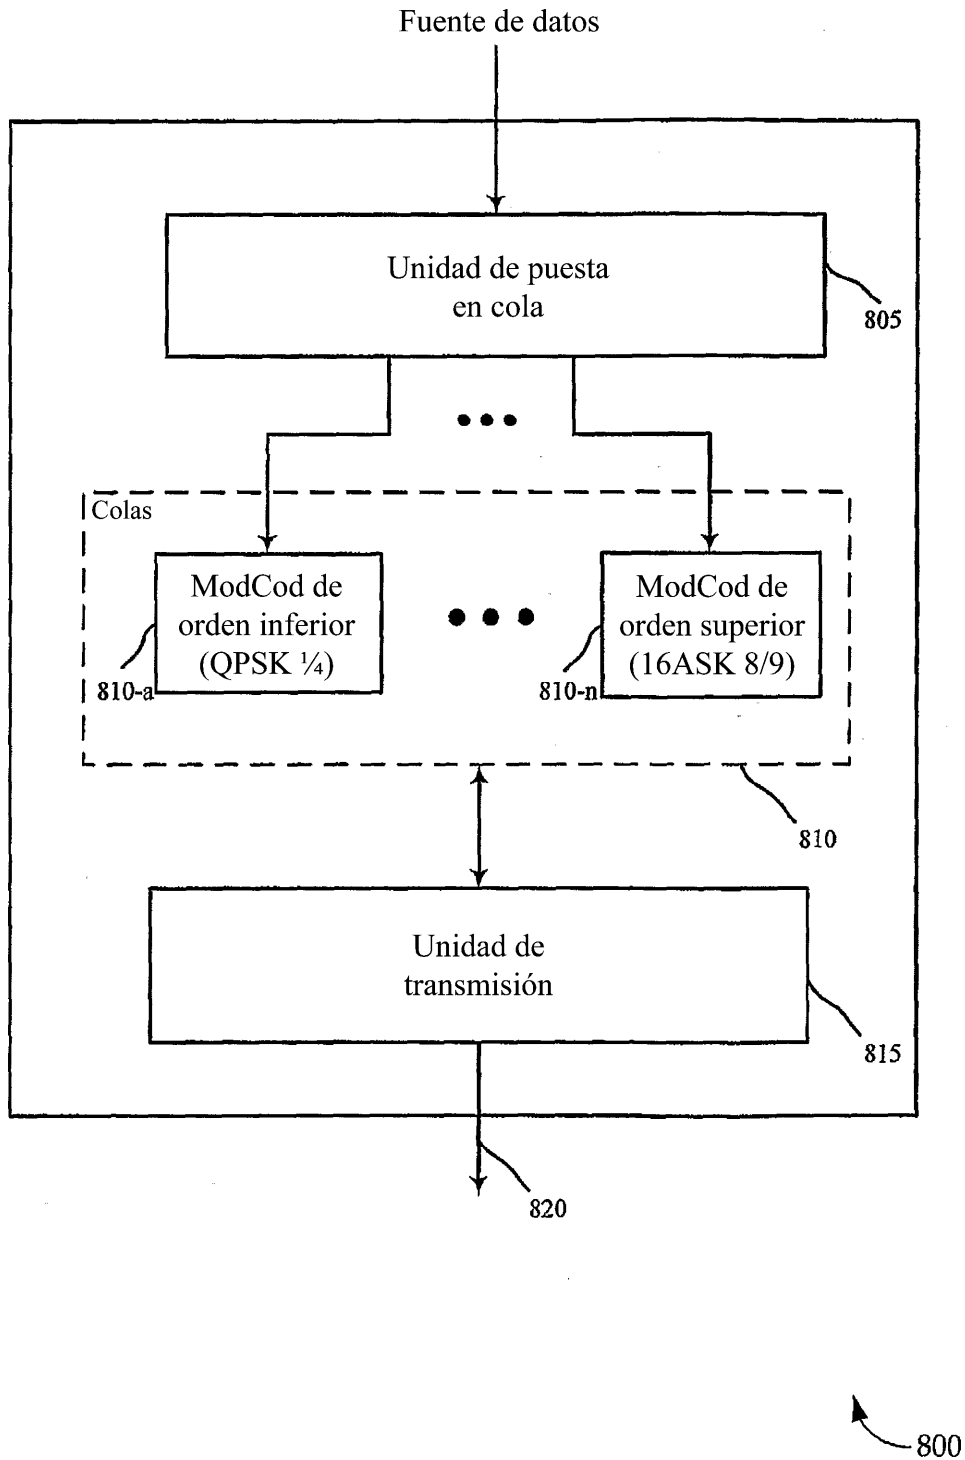 Fuente de datos
Unidad de puesta
en cola
805
Colas
ModCod de
orden inferior
(QPSK ¼)
810-a
ModCod de
orden superior
(16ASK 8/9)
810-n
810
Unidad de
transmisión
815
820
800